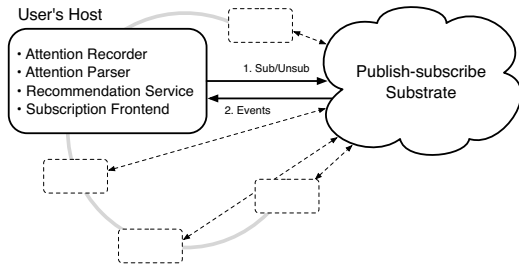 User's Host
• Attention Recorder
• Attention Parser
• Recommendation Service
• Subscription Frontend
1. Sub/Unsub
2. Events
Publish-subscribe
Substrate